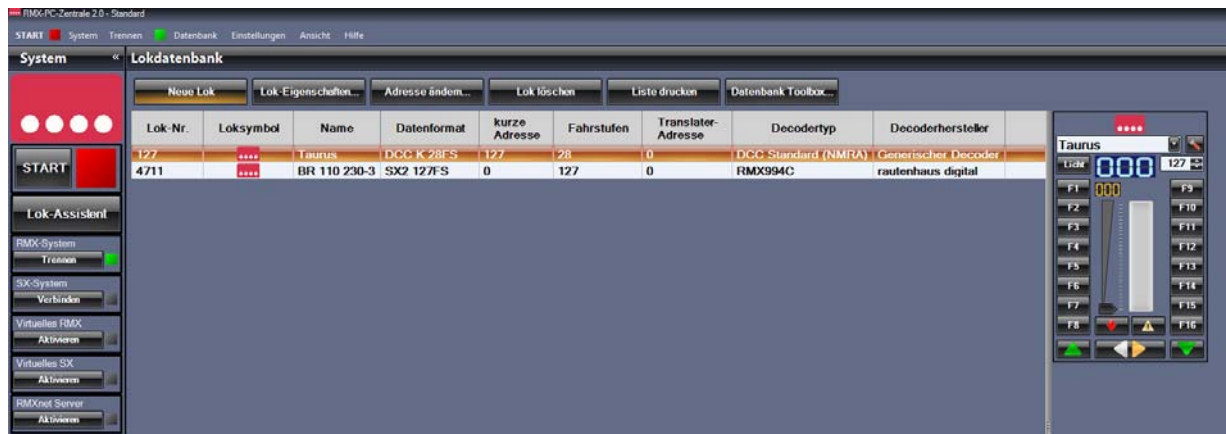 RMX-PC-Zentrale 2.0 - Standard
START System Trennen Datenbank Einstellungen Ansicht Hilfe
System « Lokdatenbank
Neue Lok Lok-Eigenschaften... Adresse ändern... Lok löschen Liste drucken Datenbank Toolbox...
Lok-Nr. Loksymbol Name Datenformat kurze Adresse Fahrstufen Translater-Adresse Decodertyp Decoderhersteller
127 Taurus DCC K 28FS 127 28 0 DCC Standard (NMRA) Generischer Decoder
4711 BR 110 230-3 SX2 127FS 0 127 0 RMX994C rautenhaus digital
START
Lok-Assistent
RMX-System
Trennen
SX-System
Verbinden
Virtuelles RMX
Aktivieren
Virtuelles SX
Aktivieren
RMXnet Server
Aktivieren
Taurus
Licht 000 127
F1 000 F9
F2 F10
F3 F11
F4 F12
F5 F13
F6 F14
F7 F15
F8 F16